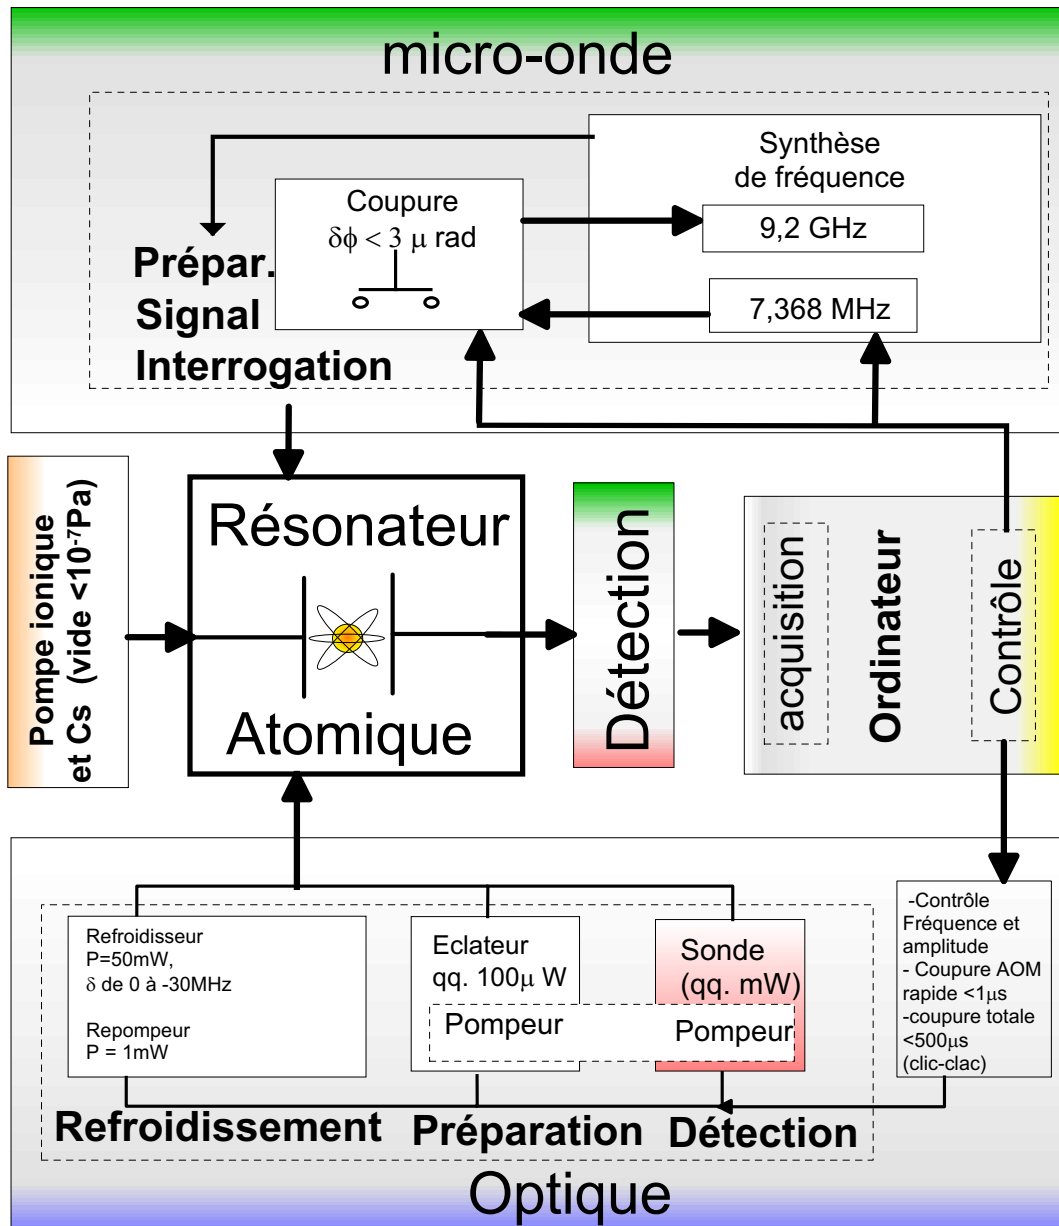 micro-onde
Synthèse
de fréquence
9,2 GHz
7,368 MHz
Coupure
δϕ < 3 μ rad
Prépar.
Signal
Interrogation
Pompe ionique
et Cs (vide <10⁻⁷Pa)
Résonateur
Atomique
Détection
acquisition
Ordinateur
Contrôle
Refroidisseur
P=50mW,
δ de 0 à -30MHz
Repompeur
P = 1mW
Eclateur
qq. 100μ W
Pompeur
Sonde
(qq. mW)
Pompeur
-Contrôle
Fréquence et
amplitude
- Coupure AOM
rapide <1μs
-coupure totale
<500μs
(clic-clac)
Refroidissement
Préparation
Détection
Optique